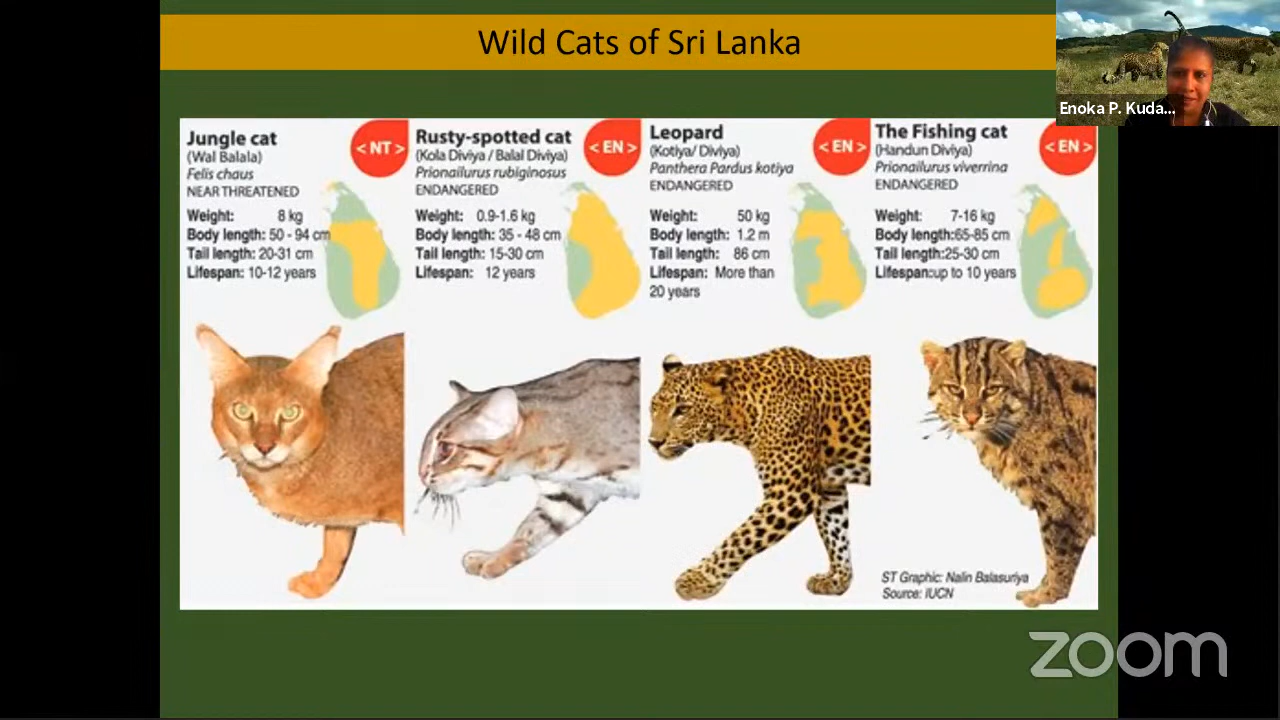 Wild Cats of Sri Lanka
Enoka P. Kuda...
Jungle cat
(Wal Balala)
Felis chaus
NEAR THREATENED
< NT >
Weight: 8 kg
Body length: 50 - 94 cm
Tail length: 20-31 cm
Lifespan: 10-12 years
Rusty-spotted cat
(Kola Diviya / Balal Diviya)
Prionailurus rubiginosus
ENDANGERED
< EN >
Weight: 0.9-1.6 kg
Body length: 35 - 48 cm
Tail length: 15-30 cm
Lifespan: 12 years
Leopard
(Kotiya/ Diviya)
Panthera Pardus kotiya
ENDANGERED
< EN >
Weight: 50 kg
Body length: 1.2 m
Tail length: 86 cm
Lifespan: More than
20 years
The Fishing cat
(Handun Diviya)
Prionailurus viverrina
ENDANGERED
< EN >
Weight: 7-16 kg
Body length:65-85 cm
Tail length:25-30 cm
Lifespan:up to 10 years
ST Graphic: Nalin Balasuriya
Source: IUCN
zoom